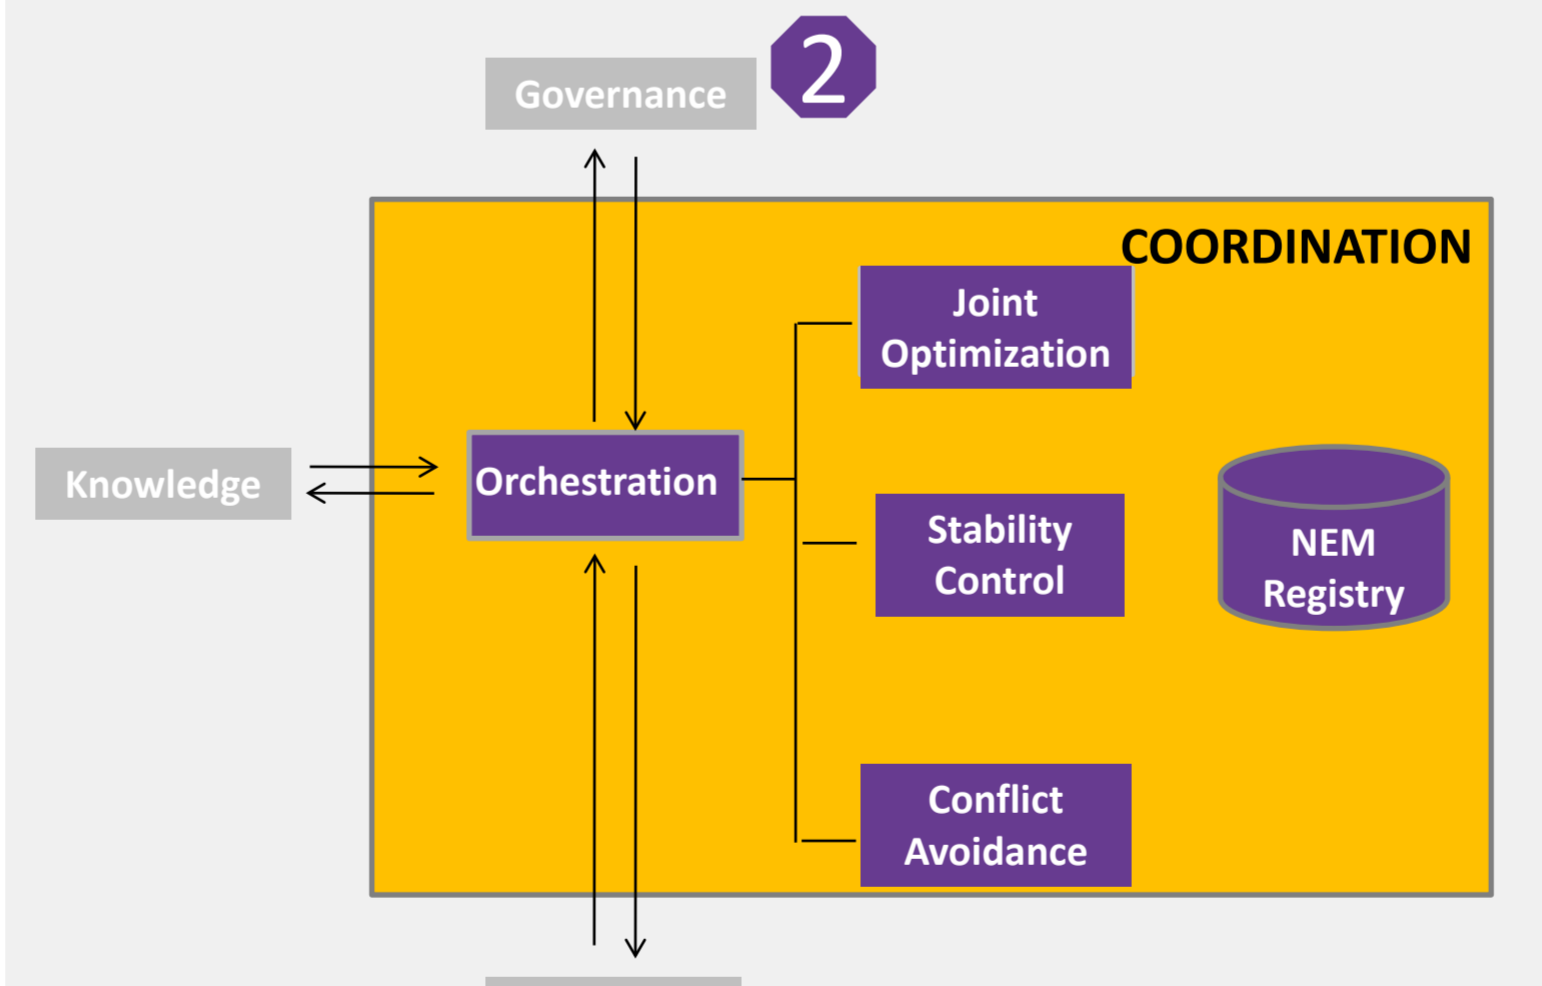 Governance
2
COORDINATION
Joint
Optimization
Knowledge
Orchestration
Stability
Control
NEM
Registry
Conflict
Avoidance